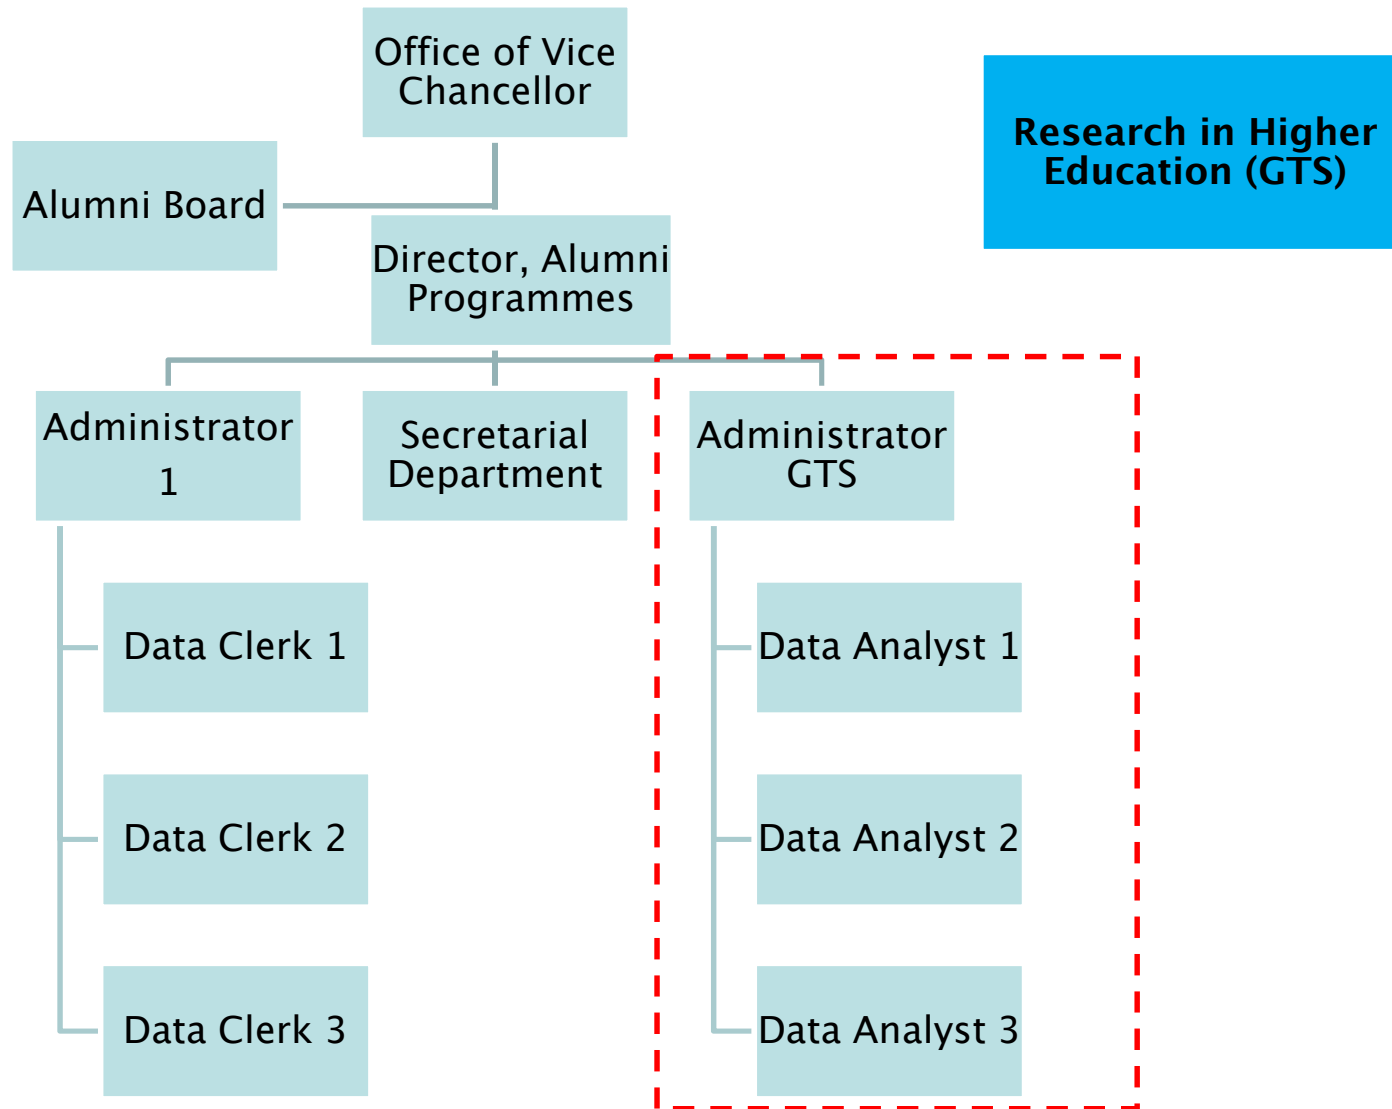 Office of Vice
Chancellor
Research in Higher
Education (GTS)
Alumni Board
Director, Alumni
Programmes
Administrator
1
Secretarial
Department
Administrator
GTS
Data Clerk 1
Data Analyst 1
Data Clerk 2
Data Analyst 2
Data Clerk 3
Data Analyst 3